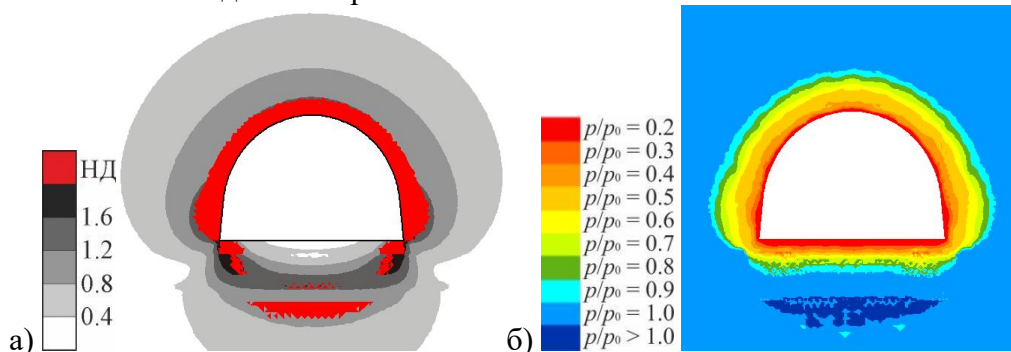 НД
1.6
1.2
0.8
0.4
а)
p/p₀ = 0.2
p/p₀ = 0.3
p/p₀ = 0.4
p/p₀ = 0.5
p/p₀ = 0.6
p/p₀ = 0.7
p/p₀ = 0.8
p/p₀ = 0.9
p/p₀ = 1.0
p/p₀ > 1.0
б)